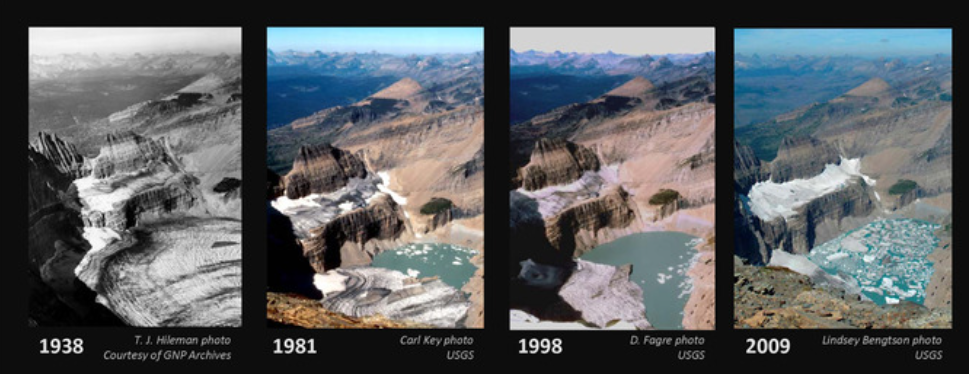 1938
T. J. Hileman photo
Courtesy of GNP Archives
1981
Carl Key photo
USGS
1998
D. Fagre photo
USGS
2009
Lindsey Bengtson photo
USGS